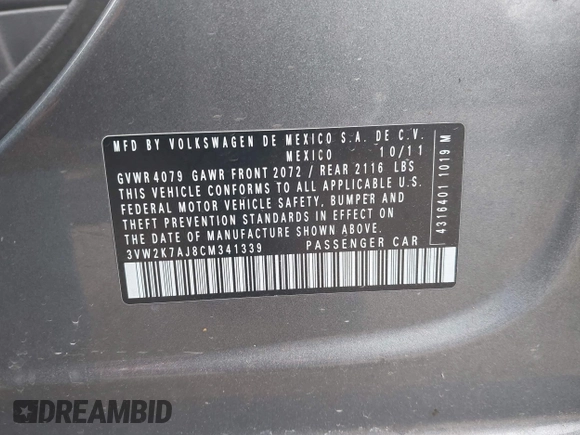 MFD BY VOLKSWAGEN DE MEXICO S.A. DE C.V.
MEXICO 10/11
GVWR 4079 GAWR FRONT 2072 / REAR 2116 LBS
THIS VEHICLE CONFORMS TO ALL APPLICABLE U.S.
FEDERAL MOTOR VEHICLE SAFETY, BUMPER AND
THEFT PREVENTION STANDARDS IN EFFECT ON
THE DATE OF MANUFACTURE SHOWN ABOVE.
3VW2K7AJ8CM341339 PASSENGER CAR
4316401 1019 M
DREAMBID